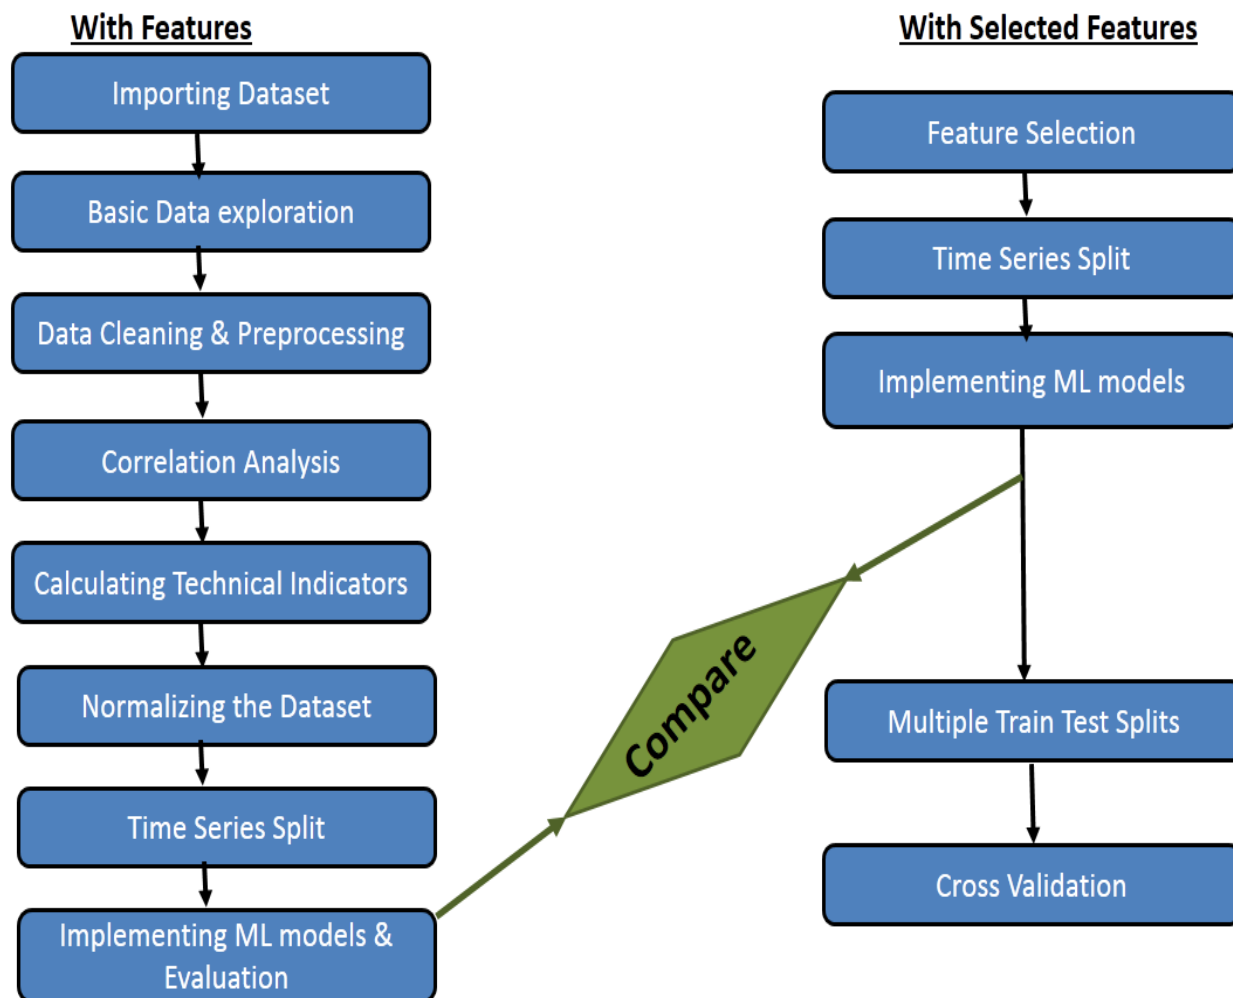 With Features
Importing Dataset
Basic Data exploration
Data Cleaning & Preprocessing
Correlation Analysis
Calculating Technical Indicators
Normalizing the Dataset
Time Series Split
Implementing ML models &
Evaluation
Compare
With Selected Features
Feature Selection
Time Series Split
Implementing ML models
Multiple Train Test Splits
Cross Validation